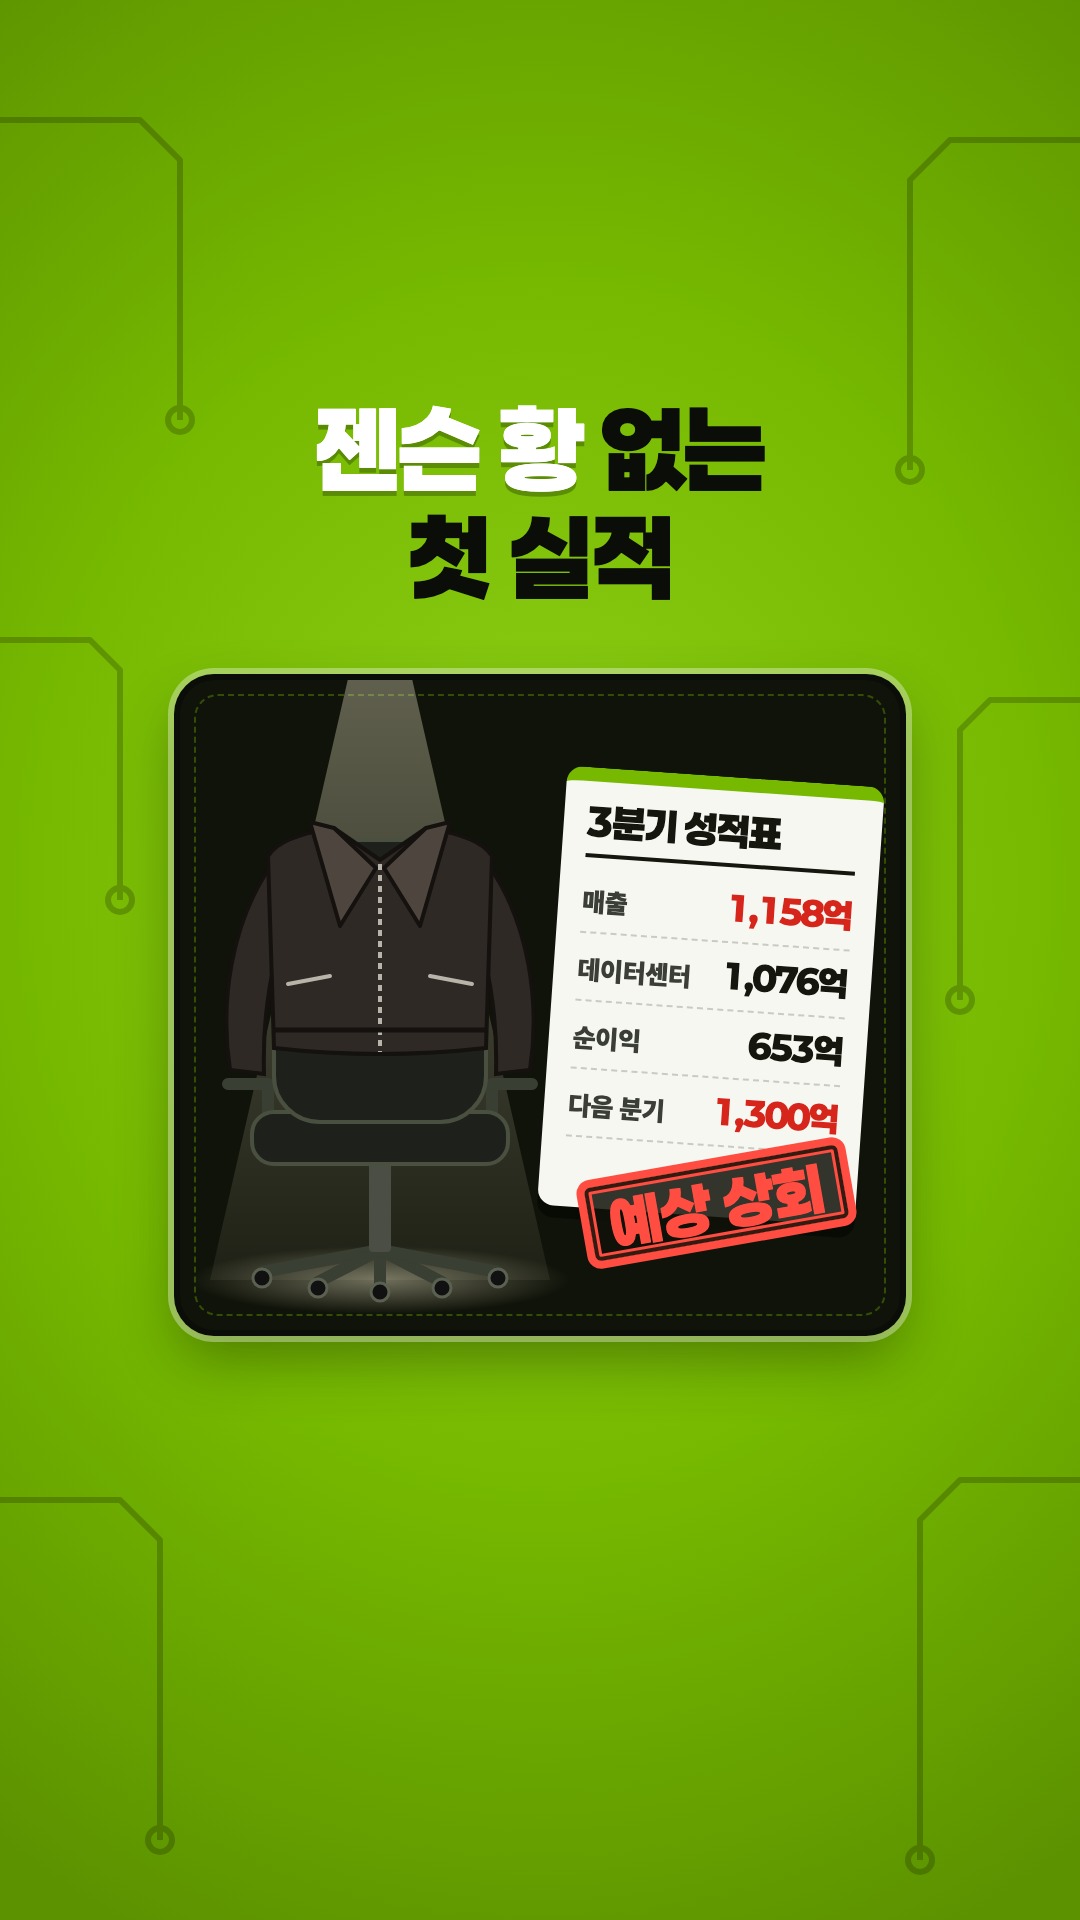 젠슨 황 없는
첫 실적
3분기 성적표
매출 1,158억
데이터센터 1,076억
순이익 653억
다음 분기 1,300억
예상 상회